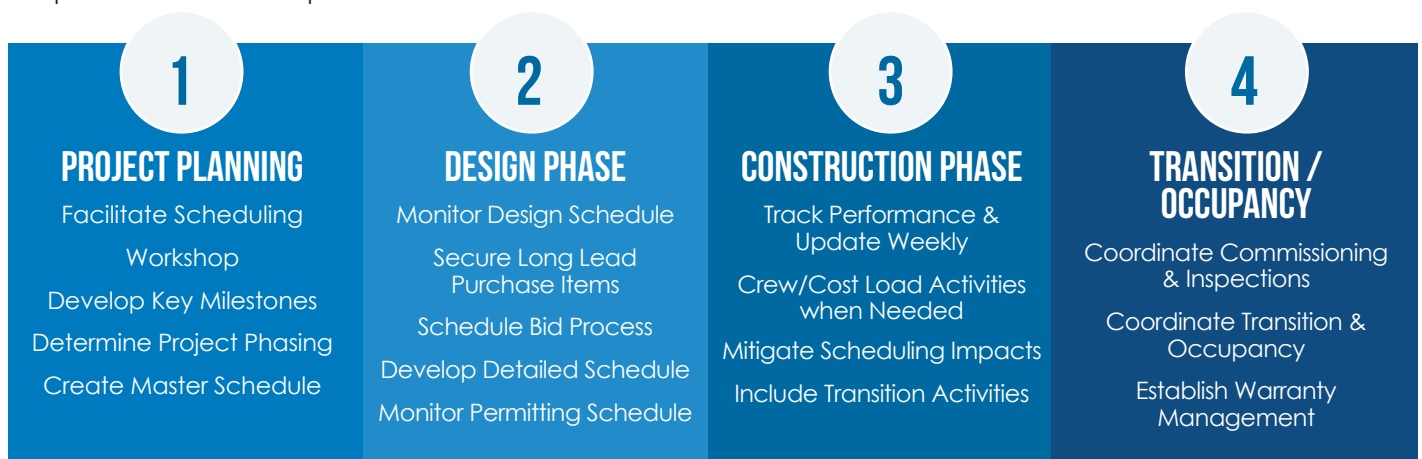 1
PROJECT PLANNING
Facilitate Scheduling
Workshop
Develop Key Milestones
Determine Project Phasing
Create Master Schedule
2
DESIGN PHASE
Monitor Design Schedule
Secure Long Lead
Purchase Items
Schedule Bid Process
Develop Detailed Schedule
Monitor Permitting Schedule
3
CONSTRUCTION PHASE
Track Performance &
Update Weekly
Crew/Cost Load Activities
when Needed
Mitigate Scheduling Impacts
Include Transition Activities
4
TRANSITION /
OCCUPANCY
Coordinate Commissioning
& Inspections
Coordinate Transition &
Occupancy
Establish Warranty
Management